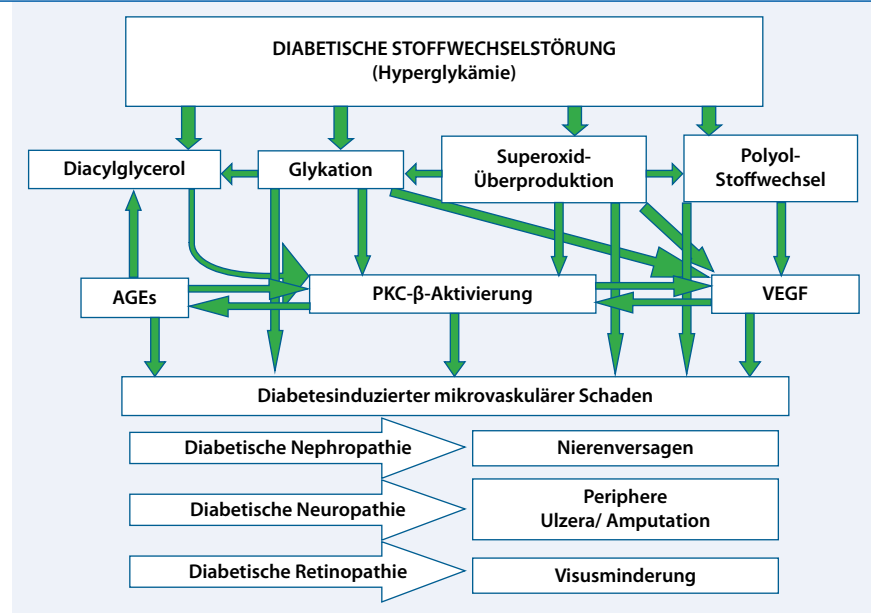 DIABETISCHE STOFFWECHSELSTÖRUNG
(Hyperglykämie)
Diacylglycerol
Glykation
Superoxid-
Überproduktion
Polyol-
Stoffwechsel
AGEs
PKC-β-Aktivierung
VEGF
Diabetesinduzierter mikrovaskulärer Schaden
Diabetische Nephropathie
Nierenversagen
Diabetische Neuropathie
Periphere
Ulzera/ Amputation
Diabetische Retinopathie
Visusminderung